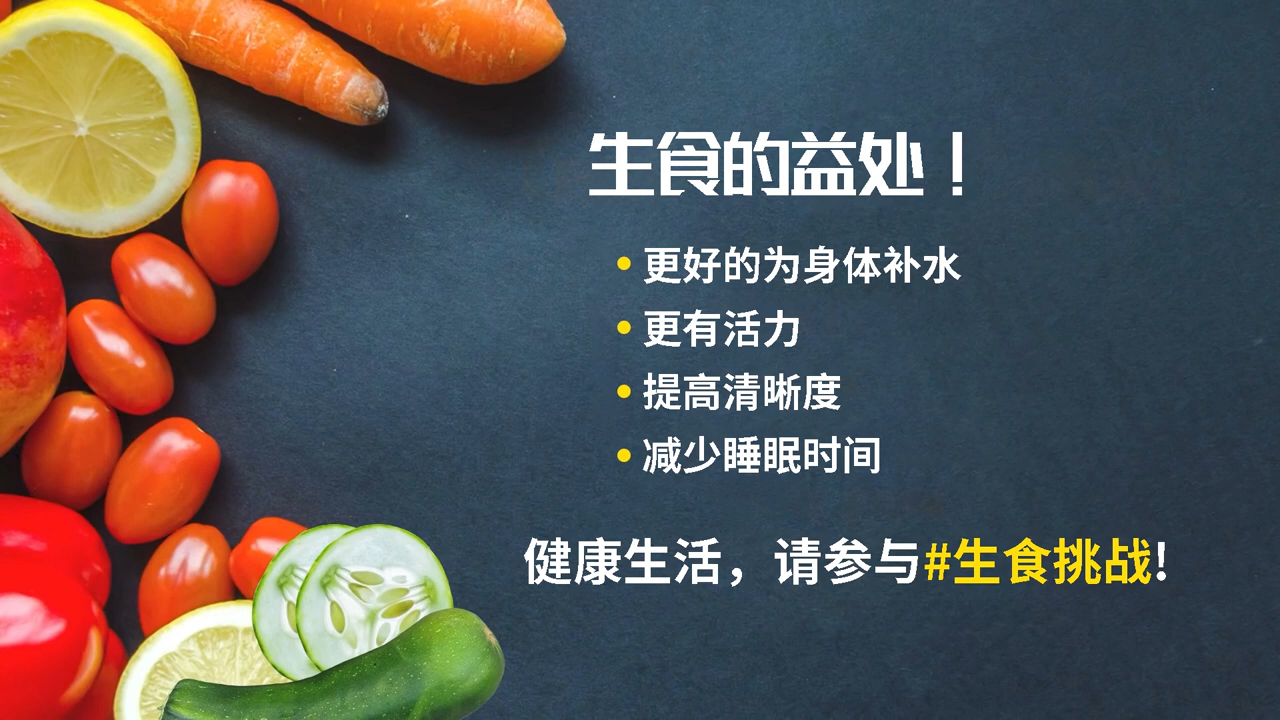 生食的益处！
更好的为身体补水
更有活力
提高清晰度
减少睡眠时间
健康生活，请参与#生食挑战!